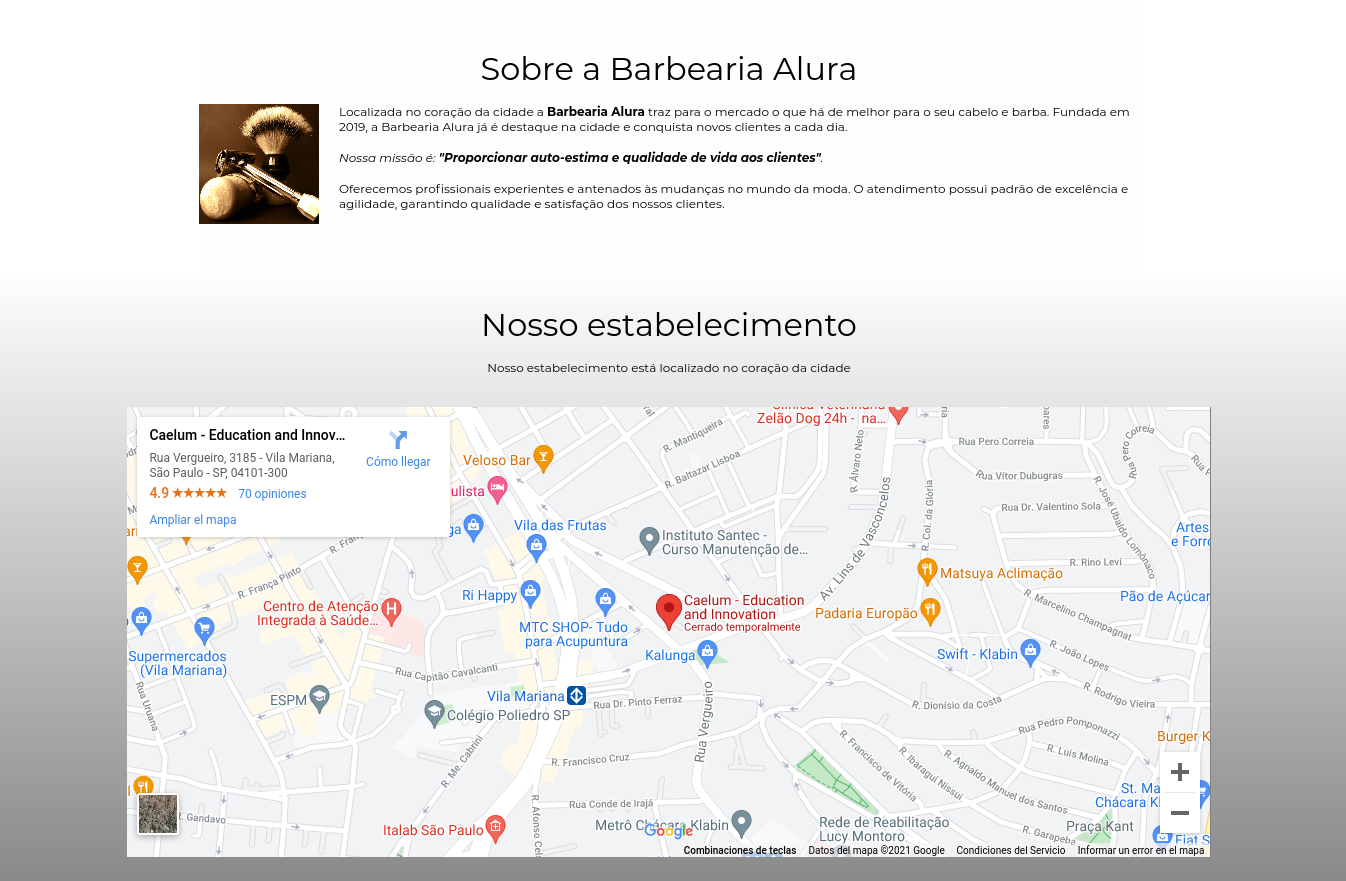 Sobre a Barbearia Alura
Localizada no coração da cidade a Barbearia Alura traz para o mercado o que há de melhor para o seu cabelo e barba. Fundada em
2019, a Barbearia Alura já é destaque na cidade e conquista novos clientes a cada dia.
Nossa missão é: "Proporcionar auto-estima e qualidade de vida aos clientes".
Oferecemos profissionais experientes e antenados às mudanças no mundo da moda. O atendimento possui padrão de excelência e
agilidade, garantindo qualidade e satisfação dos nossos clientes.
Nosso estabelecimento
Nosso estabelecimento está localizado no coração da cidade
Caelum - Education and Innov...
Rua Vergueiro, 3185 - Vila Mariana,
São Paulo - SP, 04101-300
4.9 ★★★★★ 70 opiniones
Ampliar el mapa
Cómo llegar
Zelão Dog 24h - na...
Veloso Bar
R. Mantiqueira
R. Baltazar Lisboa
R. Álvaro Neto
Rua Pero Correia
Rua Vítor Dubugras
R. Pero Correia
ulista
Vila das Frutas
Instituto Santec -
Curso Manutenção de...
Av. Lins de Vasconcelos
R. Col. da Glória
Rua Dr. Valentino Sola
R. José Ubaldo Lomônaco
Artes
e Forro
ga
R. França Pinto
Matsuya Aclimação
R. Rino Levi
Ri Happy
Centro de Atenção
Integrada à Saúde...
Caelum - Education
and Innovation
Cerrado temporalmente
Padaria Europão
R. Marcelino Champagnat
Pão de Açúcar
MTC SHOP- Tudo
para Acupuntura
Kalunga
Swift - Klabin
R. João Lopes
Supermercados
(Vila Mariana)
Rua Capitão Cavalcanti
Rua Uruana
ESPM
Vila Mariana
Rua Dr. Pinto Ferraz
Colégio Poliedro SP
Rua Vergueiro
R. Dionísio da Costa
R. Rodrigo Vieira
Rua Pedro Pomponazzi
Burger K
R. Me. Cabrini
R. Francisco Cruz
R. Francisco de Vitória
R. Ibaragui Nissui
R. Agnaldo Manuel dos Santos
R. Luís Molina
St. Ma
Chácara Kl
R. Gandavo
Rua Conde de Irajá
R. Afonso Cels
Italab São Paulo
Metrô Chácara Klabin
Google
Rede de Reabilitação
Lucy Montoro
R. Garapeba
Praça Kant
Fiat S
Combinaciones de teclas Datos del mapa ©2021 Google Condiciones del Servicio Informar un error en el mapa